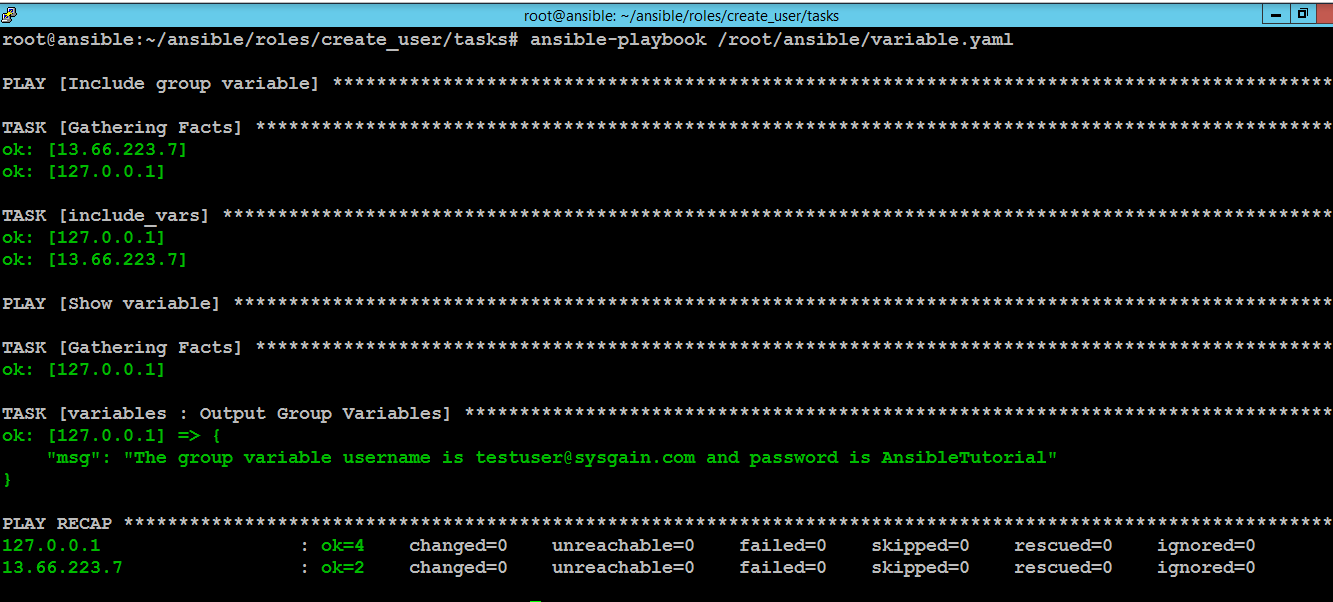 root@ansible: ~/ansible/roles/create_user/tasks
root@ansible:~/ansible/roles/create_user/tasks# ansible-playbook /root/ansible/variable.yaml
PLAY [Include group variable] *******************************************************************************************
TASK [Gathering Facts] **************************************************************************************************
ok: [13.66.223.7]
ok: [127.0.0.1]
TASK [include_vars] *****************************************************************************************************
ok: [127.0.0.1]
ok: [13.66.223.7]
PLAY [Show variable] ****************************************************************************************************
TASK [Gathering Facts] **************************************************************************************************
ok: [127.0.0.1]
TASK [variables : Output Group Variables] *******************************************************************************
ok: [127.0.0.1] => {
    "msg": "The group variable username is testuser@sysgain.com and password is AnsibleTutorial"
}
PLAY RECAP **************************************************************************************************************
127.0.0.1 : ok=4 changed=0 unreachable=0 failed=0 skipped=0 rescued=0 ignored=0
13.66.223.7 : ok=2 changed=0 unreachable=0 failed=0 skipped=0 rescued=0 ignored=0